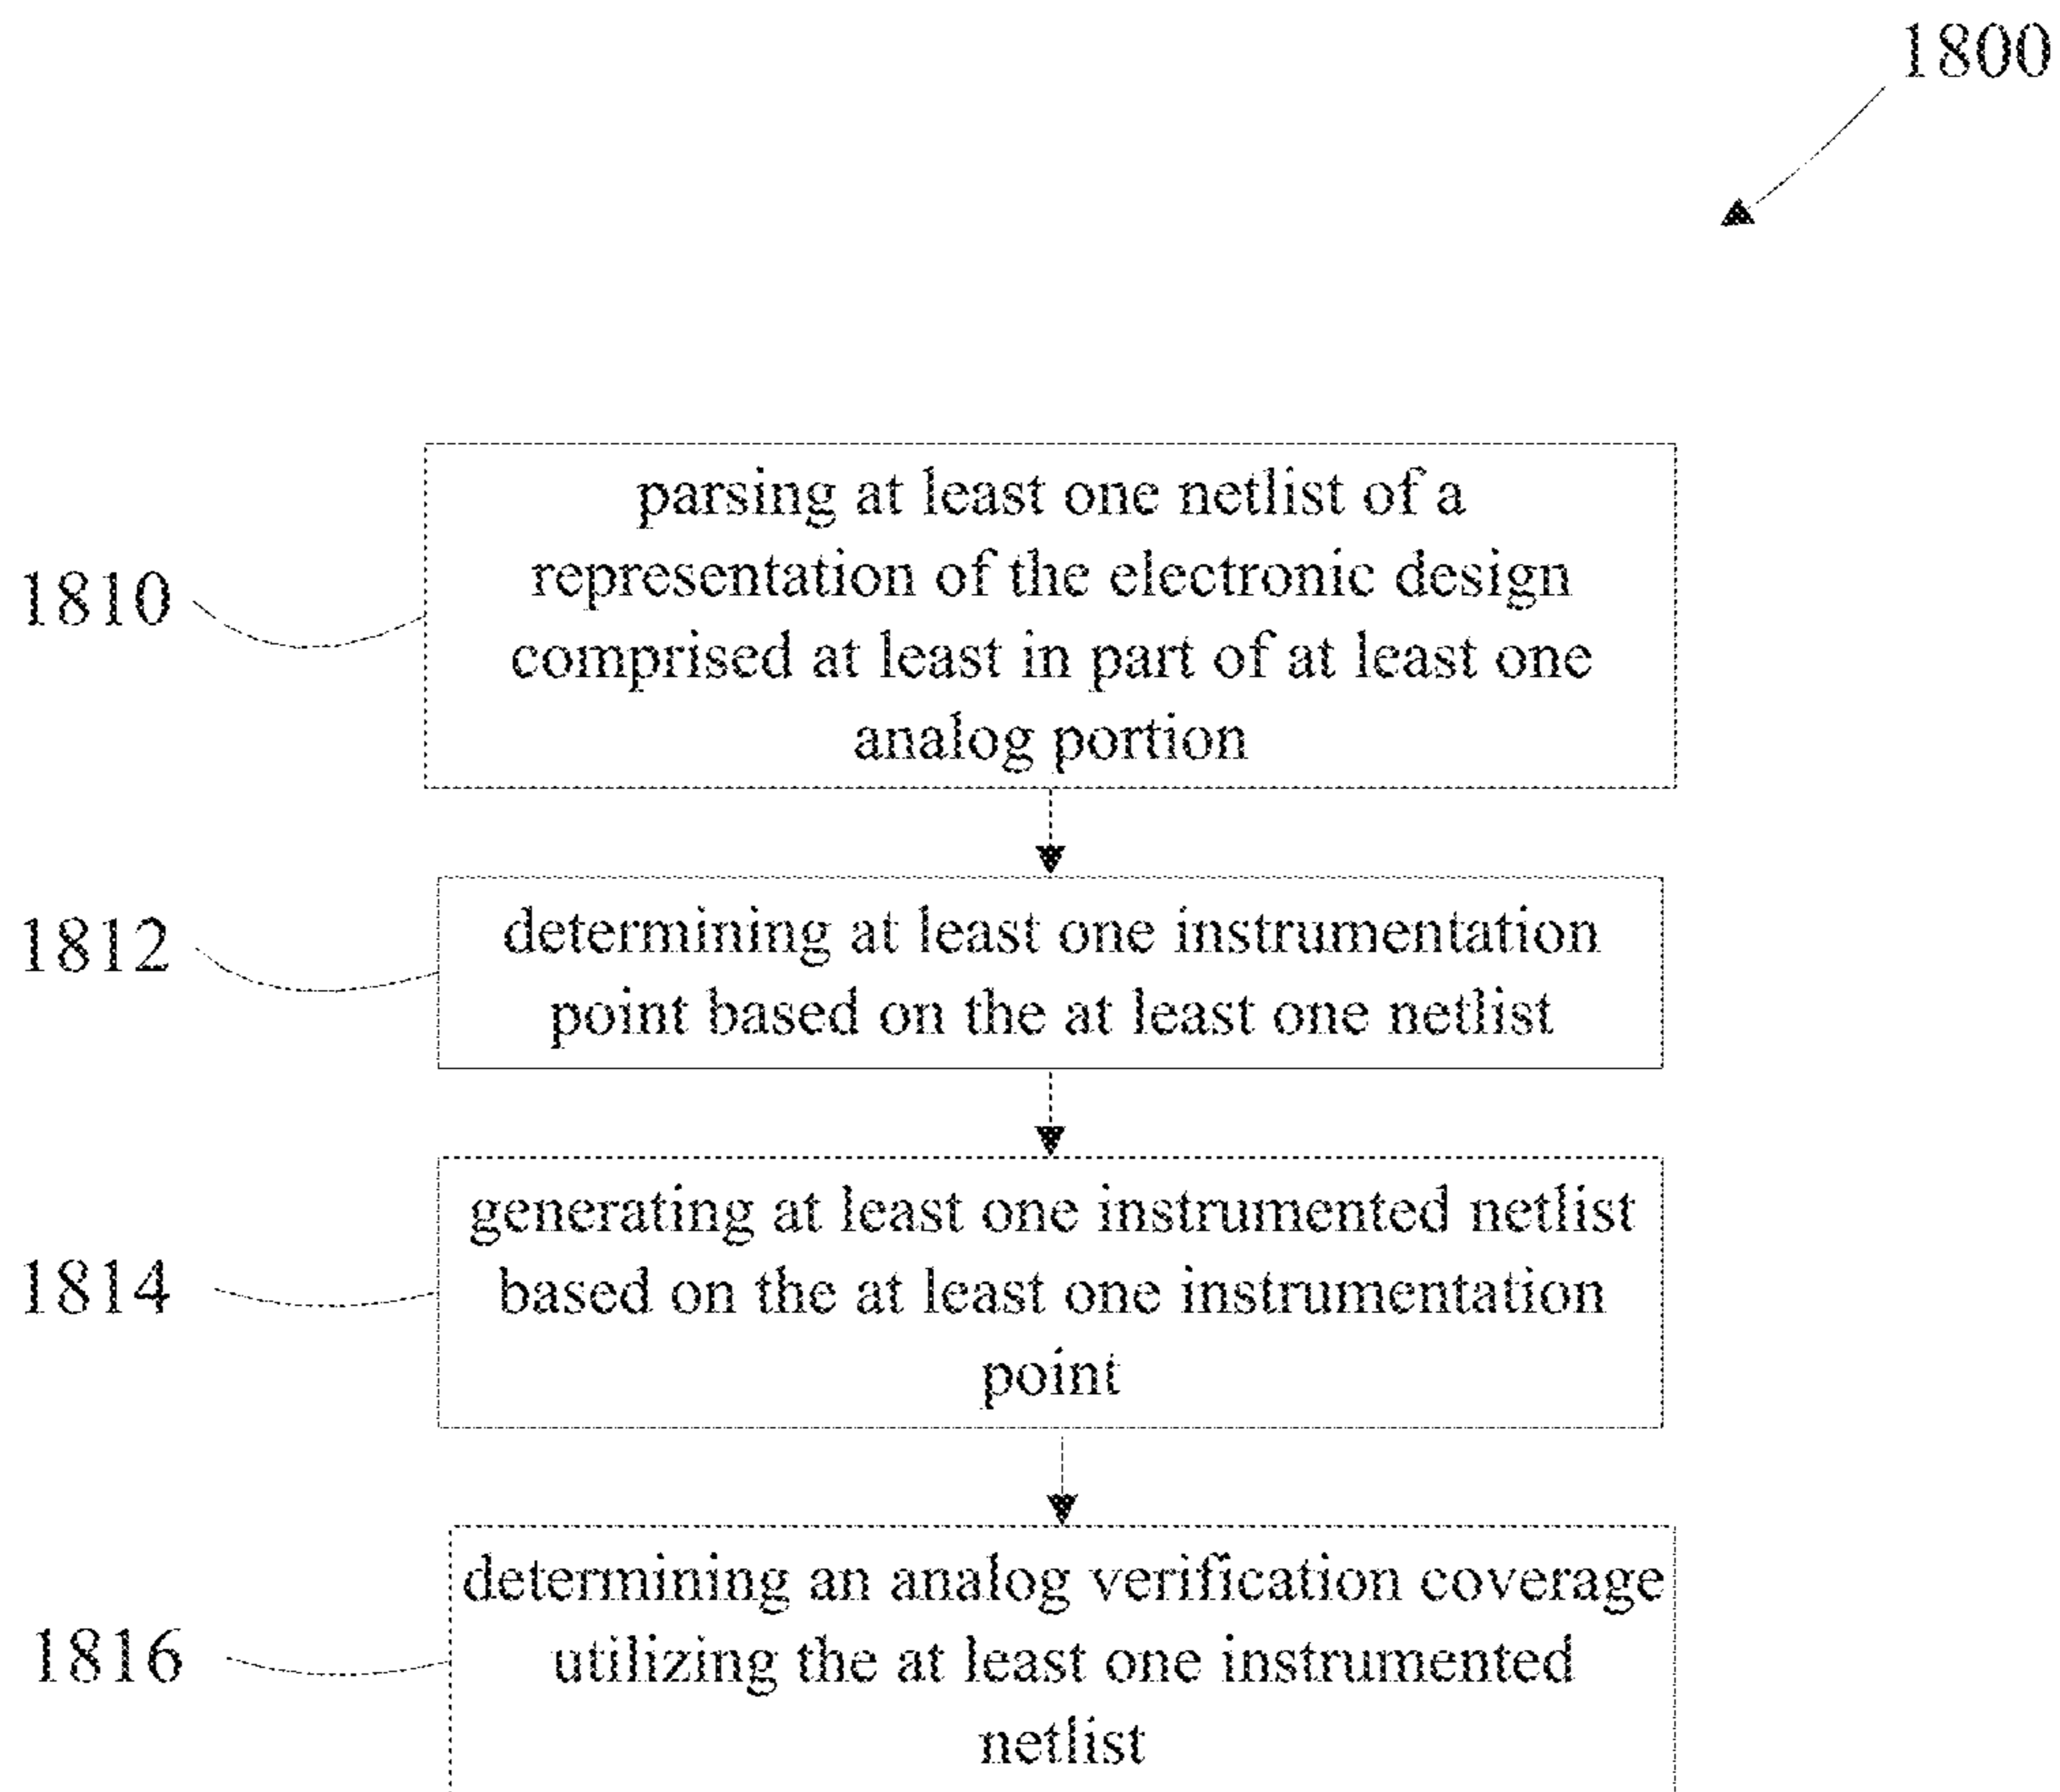 1800
1810
parsing at least one netlist of a
representation of the electronic design
comprised at least in part of at least one
analog portion
1812
determining at least one instrumentation
point based on the at least one netlist
1814
generating at least one instrumented netlist
based on the at least one instrumentation
point
1816
determining an analog verification coverage
utilizing the at least one instrumented
netlist